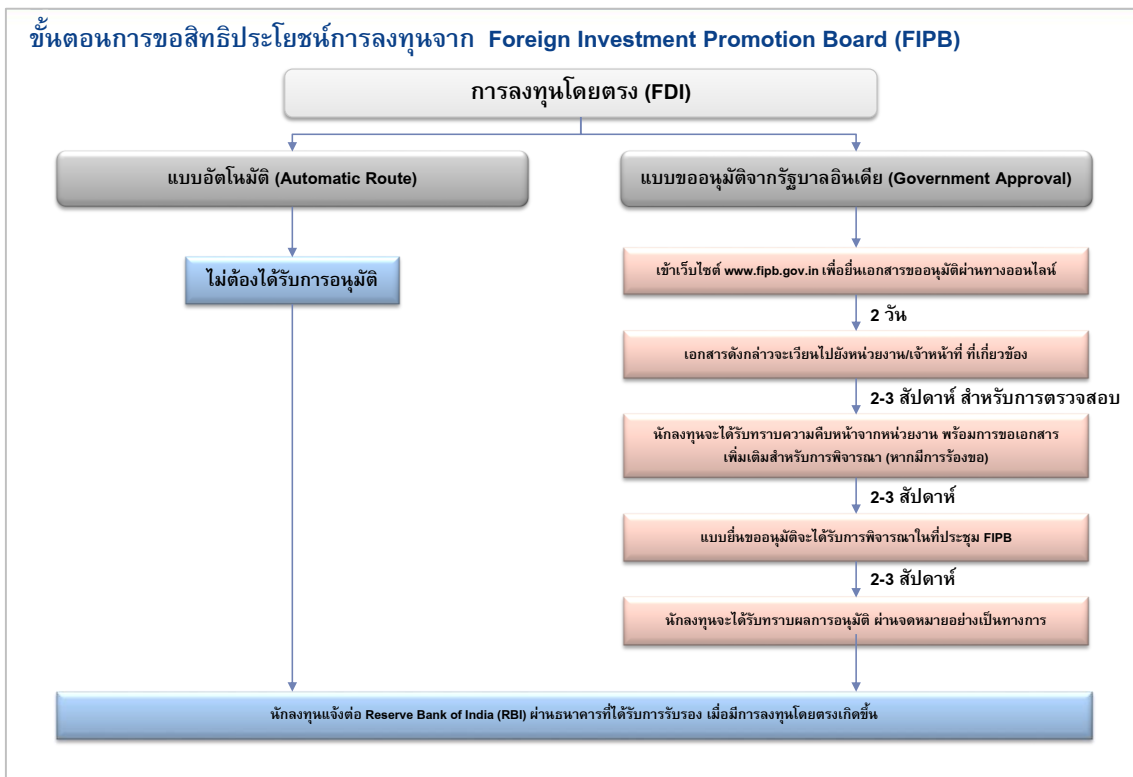 ขั้นตอนการขอสิทธิประโยชน์การลงทุนจาก Foreign Investment Promotion Board (FIPB)
การลงทุนโดยตรง (FDI)
แบบอัตโนมัติ (Automatic Route)
แบบขออนุมัติจากรัฐบาลอินเดีย (Government Approval)
ไม่ต้องได้รับการอนุมัติ
เข้าเว็บไซต์ www.fipb.gov.in เพื่อยื่นเอกสารขออนุมัติผ่านทางออนไลน์
2 วัน
เอกสารดังกล่าวจะเวียนไปยังหน่วยงาน/เจ้าหน้าที่ ที่เกี่ยวข้อง
2-3 สัปดาห์ สำหรับการตรวจสอบ
นักลงทุนจะได้รับทราบความคืบหน้าจากหน่วยงาน พร้อมการขอเอกสาร
เพิ่มเติมสำหรับการพิจารณา (หากมีการร้องขอ)
2-3 สัปดาห์
แบบยื่นขออนุมัติจะได้รับการพิจารณาในที่ประชุม FIPB
2-3 สัปดาห์
นักลงทุนจะได้รับทราบผลการอนุมัติ ผ่านจดหมายอย่างเป็นทางการ
นักลงทุนแจ้งต่อ Reserve Bank of India (RBI) ผ่านธนาคารที่ได้รับการรับรอง เมื่อมีการลงทุนโดยตรงเกิดขึ้น